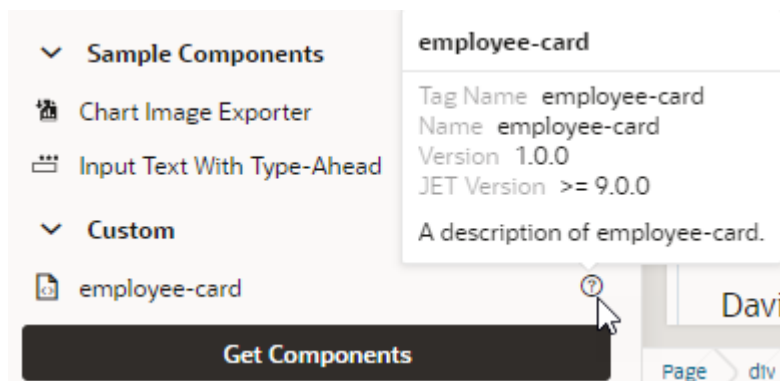 Sample Components
Chart Image Exporter
Input Text With Type-Ahead
Custom
employee-card
Get Components
employee-card
Tag Name employee-card
Name employee-card
Version 1.0.0
JET Version >= 9.0.0
A description of employee-card.
Page div